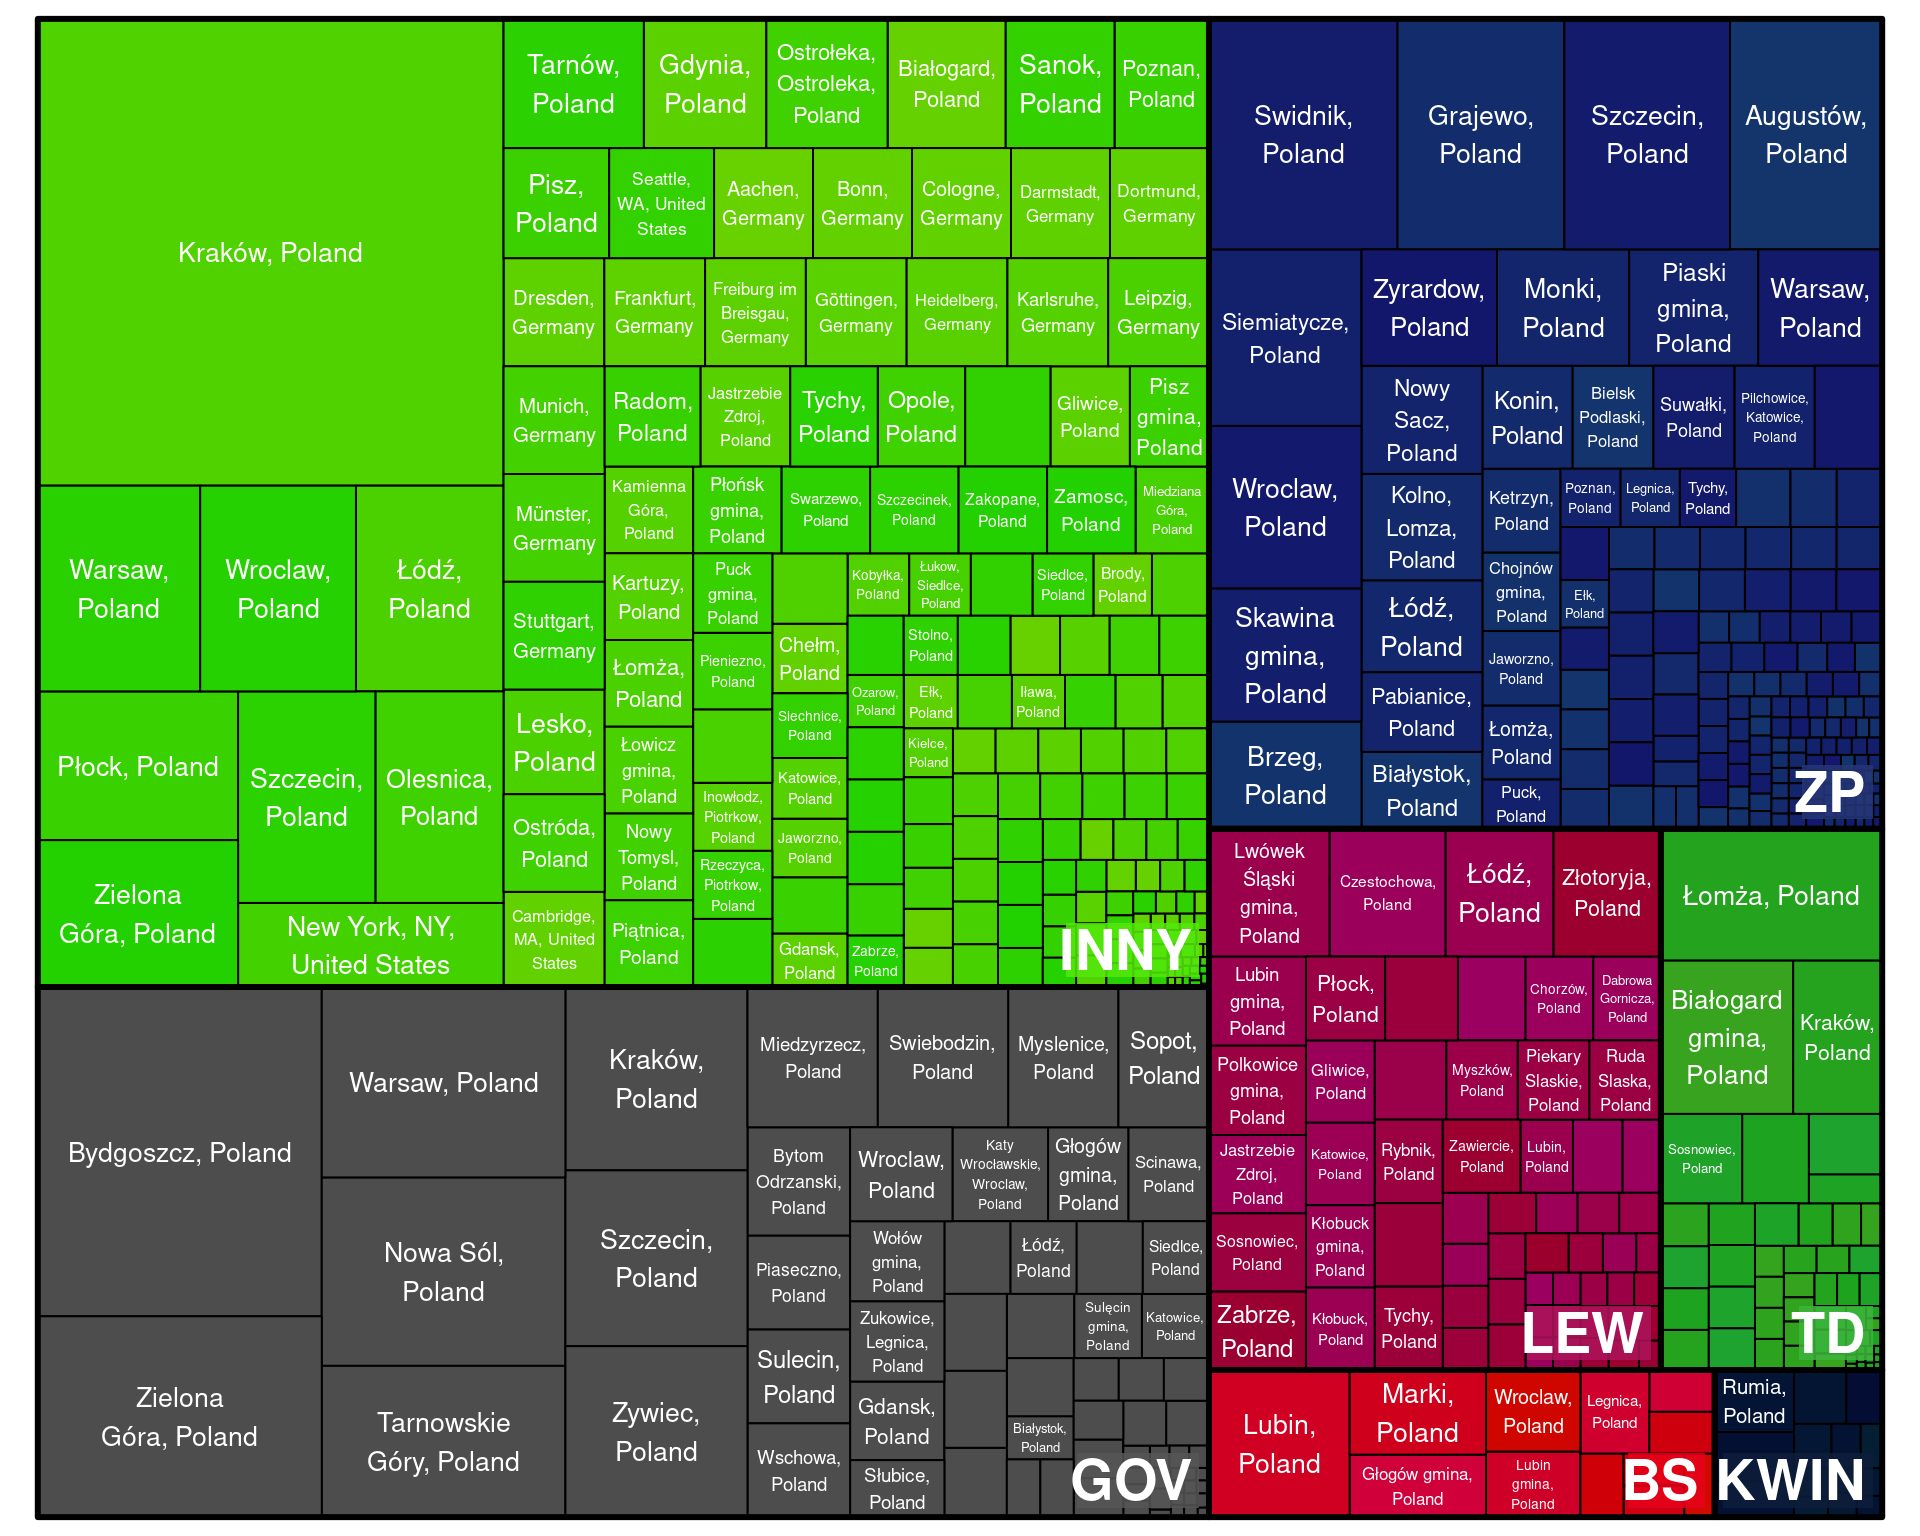 Kraków, Poland
Warsaw,
Poland
Wroclaw,
Poland
Łódź,
Poland
Płock, Poland
Szczecin,
Poland
Olesnica,
Poland
Zielona
Góra, Poland
New York, NY,
United States
Tarnów,
Poland
Gdynia,
Poland
Ostrołeka,
Ostroleka,
Poland
Białogard,
Poland
Sanok,
Poland
Poznan,
Poland
Pisz,
Poland
Seattle,
WA, United
States
Aachen,
Germany
Bonn,
Germany
Cologne,
Germany
Darmstadt,
Germany
Dortmund,
Germany
Dresden,
Germany
Frankfurt,
Germany
Freiburg im
Breisgau,
Germany
Göttingen,
Germany
Heidelberg,
Germany
Karlsruhe,
Germany
Leipzig,
Germany
Munich,
Germany
Münster,
Germany
Stuttgart,
Germany
Lesko,
Poland
Ostróda,
Poland
Cambridge,
MA, United
States
Radom,
Poland
Jastrzebie
Zdroj,
Poland
Tychy,
Poland
Opole,
Poland
Gliwice,
Poland
Pisz
gmina,
Poland
Kamienna
Góra,
Poland
Płońsk
gmina,
Poland
Swarzewo,
Poland
Szczecinek,
Poland
Zakopane,
Poland
Zamosc,
Poland
Miedziana
Góra,
Poland
Kartuzy,
Poland
Łomża,
Poland
Łowicz
gmina,
Poland
Nowy
Tomysl,
Poland
Piątnica,
Poland
Puck
gmina,
Poland
Pieniezno,
Poland
Inowłodz,
Piotrkow,
Poland
Rzeczyca,
Piotrkow,
Poland
Chełm,
Poland
Siechnice,
Poland
Katowice,
Poland
Jaworzno,
Poland
Gdansk,
Poland
Kobyłka,
Poland
Łukow,
Siedlce,
Poland
Siedlce,
Poland
Brody,
Poland
Stolno,
Poland
Ozarow,
Poland
Ełk,
Poland
Iława,
Poland
Kielce,
Poland
Zabrze,
Poland
INNY
Swidnik,
Poland
Grajewo,
Poland
Szczecin,
Poland
Augustów,
Poland
Siemiatycze,
Poland
Wroclaw,
Poland
Skawina
gmina,
Poland
Brzeg,
Poland
Zyrardow,
Poland
Monki,
Poland
Piaski
gmina,
Poland
Warsaw,
Poland
Nowy
Sacz,
Poland
Kolno,
Lomza,
Poland
Łódź,
Poland
Pabianice,
Poland
Białystok,
Poland
Konin,
Poland
Bielsk
Podlaski,
Poland
Suwałki,
Poland
Pilchowice,
Katowice,
Poland
Ketrzyn,
Poland
Chojnów
gmina,
Poland
Jaworzno,
Poland
Łomża,
Poland
Puck,
Poland
Poznan,
Poland
Legnica,
Poland
Tychy,
Poland
Ełk,
Poland
ZP
Bydgoszcz, Poland
Zielona
Góra, Poland
Warsaw, Poland
Nowa Sól,
Poland
Tarnowskie
Góry, Poland
Kraków,
Poland
Szczecin,
Poland
Zywiec,
Poland
Miedzyrzecz,
Poland
Swiebodzin,
Poland
Myslenice,
Poland
Sopot,
Poland
Bytom
Odrzanski,
Poland
Piaseczno,
Poland
Sulecin,
Poland
Wschowa,
Poland
Wroclaw,
Poland
Katy
Wrocławskie,
Wroclaw,
Poland
Głogów
gmina,
Poland
Scinawa,
Poland
Wołów
gmina,
Poland
Zukowice,
Legnica,
Poland
Gdansk,
Poland
Słubice,
Poland
Łódź,
Poland
Siedlce,
Poland
Sulęcin
gmina,
Poland
Katowice,
Poland
Białystok,
Poland
GOV
Lwówek
Śląski
gmina,
Poland
Czestochowa,
Poland
Łódź,
Poland
Złotoryja,
Poland
Lubin
gmina,
Poland
Polkowice
gmina,
Poland
Jastrzebie
Zdroj,
Poland
Sosnowiec,
Poland
Zabrze,
Poland
Płock,
Poland
Chorzów,
Poland
Dabrowa
Gornicza,
Poland
Gliwice,
Poland
Katowice,
Poland
Kłobuck
gmina,
Poland
Kłobuck,
Poland
Myszków,
Poland
Piekary
Slaskie,
Poland
Ruda
Slaska,
Poland
Rybnik,
Poland
Zawiercie,
Poland
Lubin,
Poland
Tychy,
Poland
LEW
Łomża, Poland
Białogard
gmina,
Poland
Kraków,
Poland
Sosnowiec,
Poland
TD
Lubin,
Poland
Marki,
Poland
Głogów gmina,
Poland
Wroclaw,
Poland
Lubin
gmina,
Poland
Legnica,
Poland
BS
Rumia,
Poland
KWIN